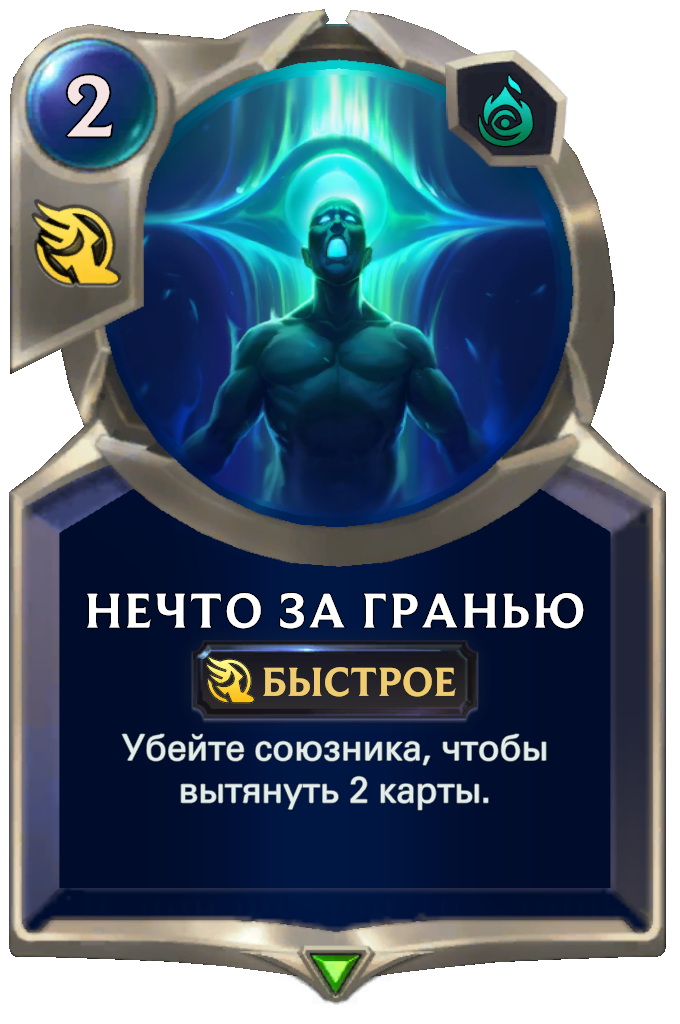 2
НЕЧТО ЗА ГРАНЬЮ
БЫСТРОЕ
Убейте союзника, чтобы
вытянуть 2 карты.